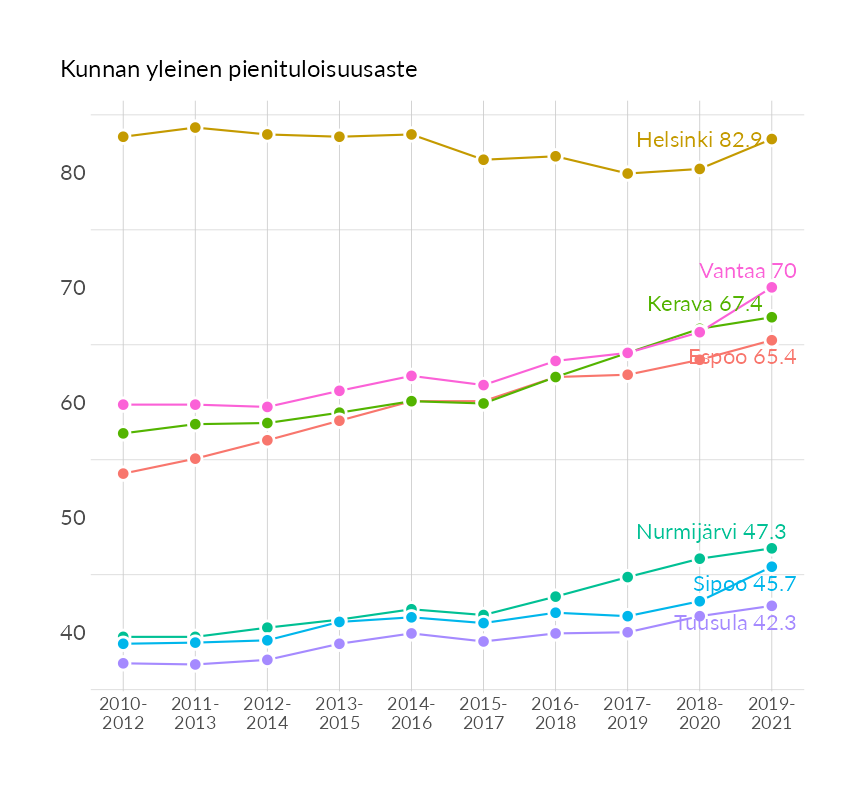 Kunnan yleinen pienituloisuusaste
Helsinki 82.9
80
Vantaa 70
70
Kerava 67.4
Espoo 65.4
60
50
Nurmijärvi 47.3
Sipoo 45.7
40
Tuusula 42.3
2010- 2011- 2012- 2013- 2014- 2015- 2016- 2017- 2018- 2019-
2012 2013 2014 2015 2016 2017 2018 2019 2020 2021